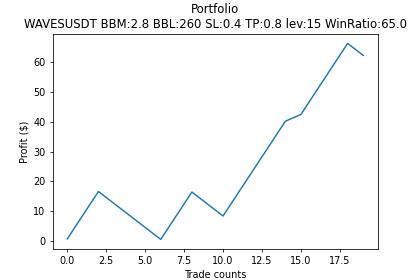 Portfolio
WAVESUSDT BBM:2.8 BBL:260 SL:0.4 TP:0.8 lev:15 WinRatio:65.0
60
50
40
30
20
10
0
Profit ($)
0.0 2.5 5.0 7.5 10.0 12.5 15.0 17.5
Trade counts